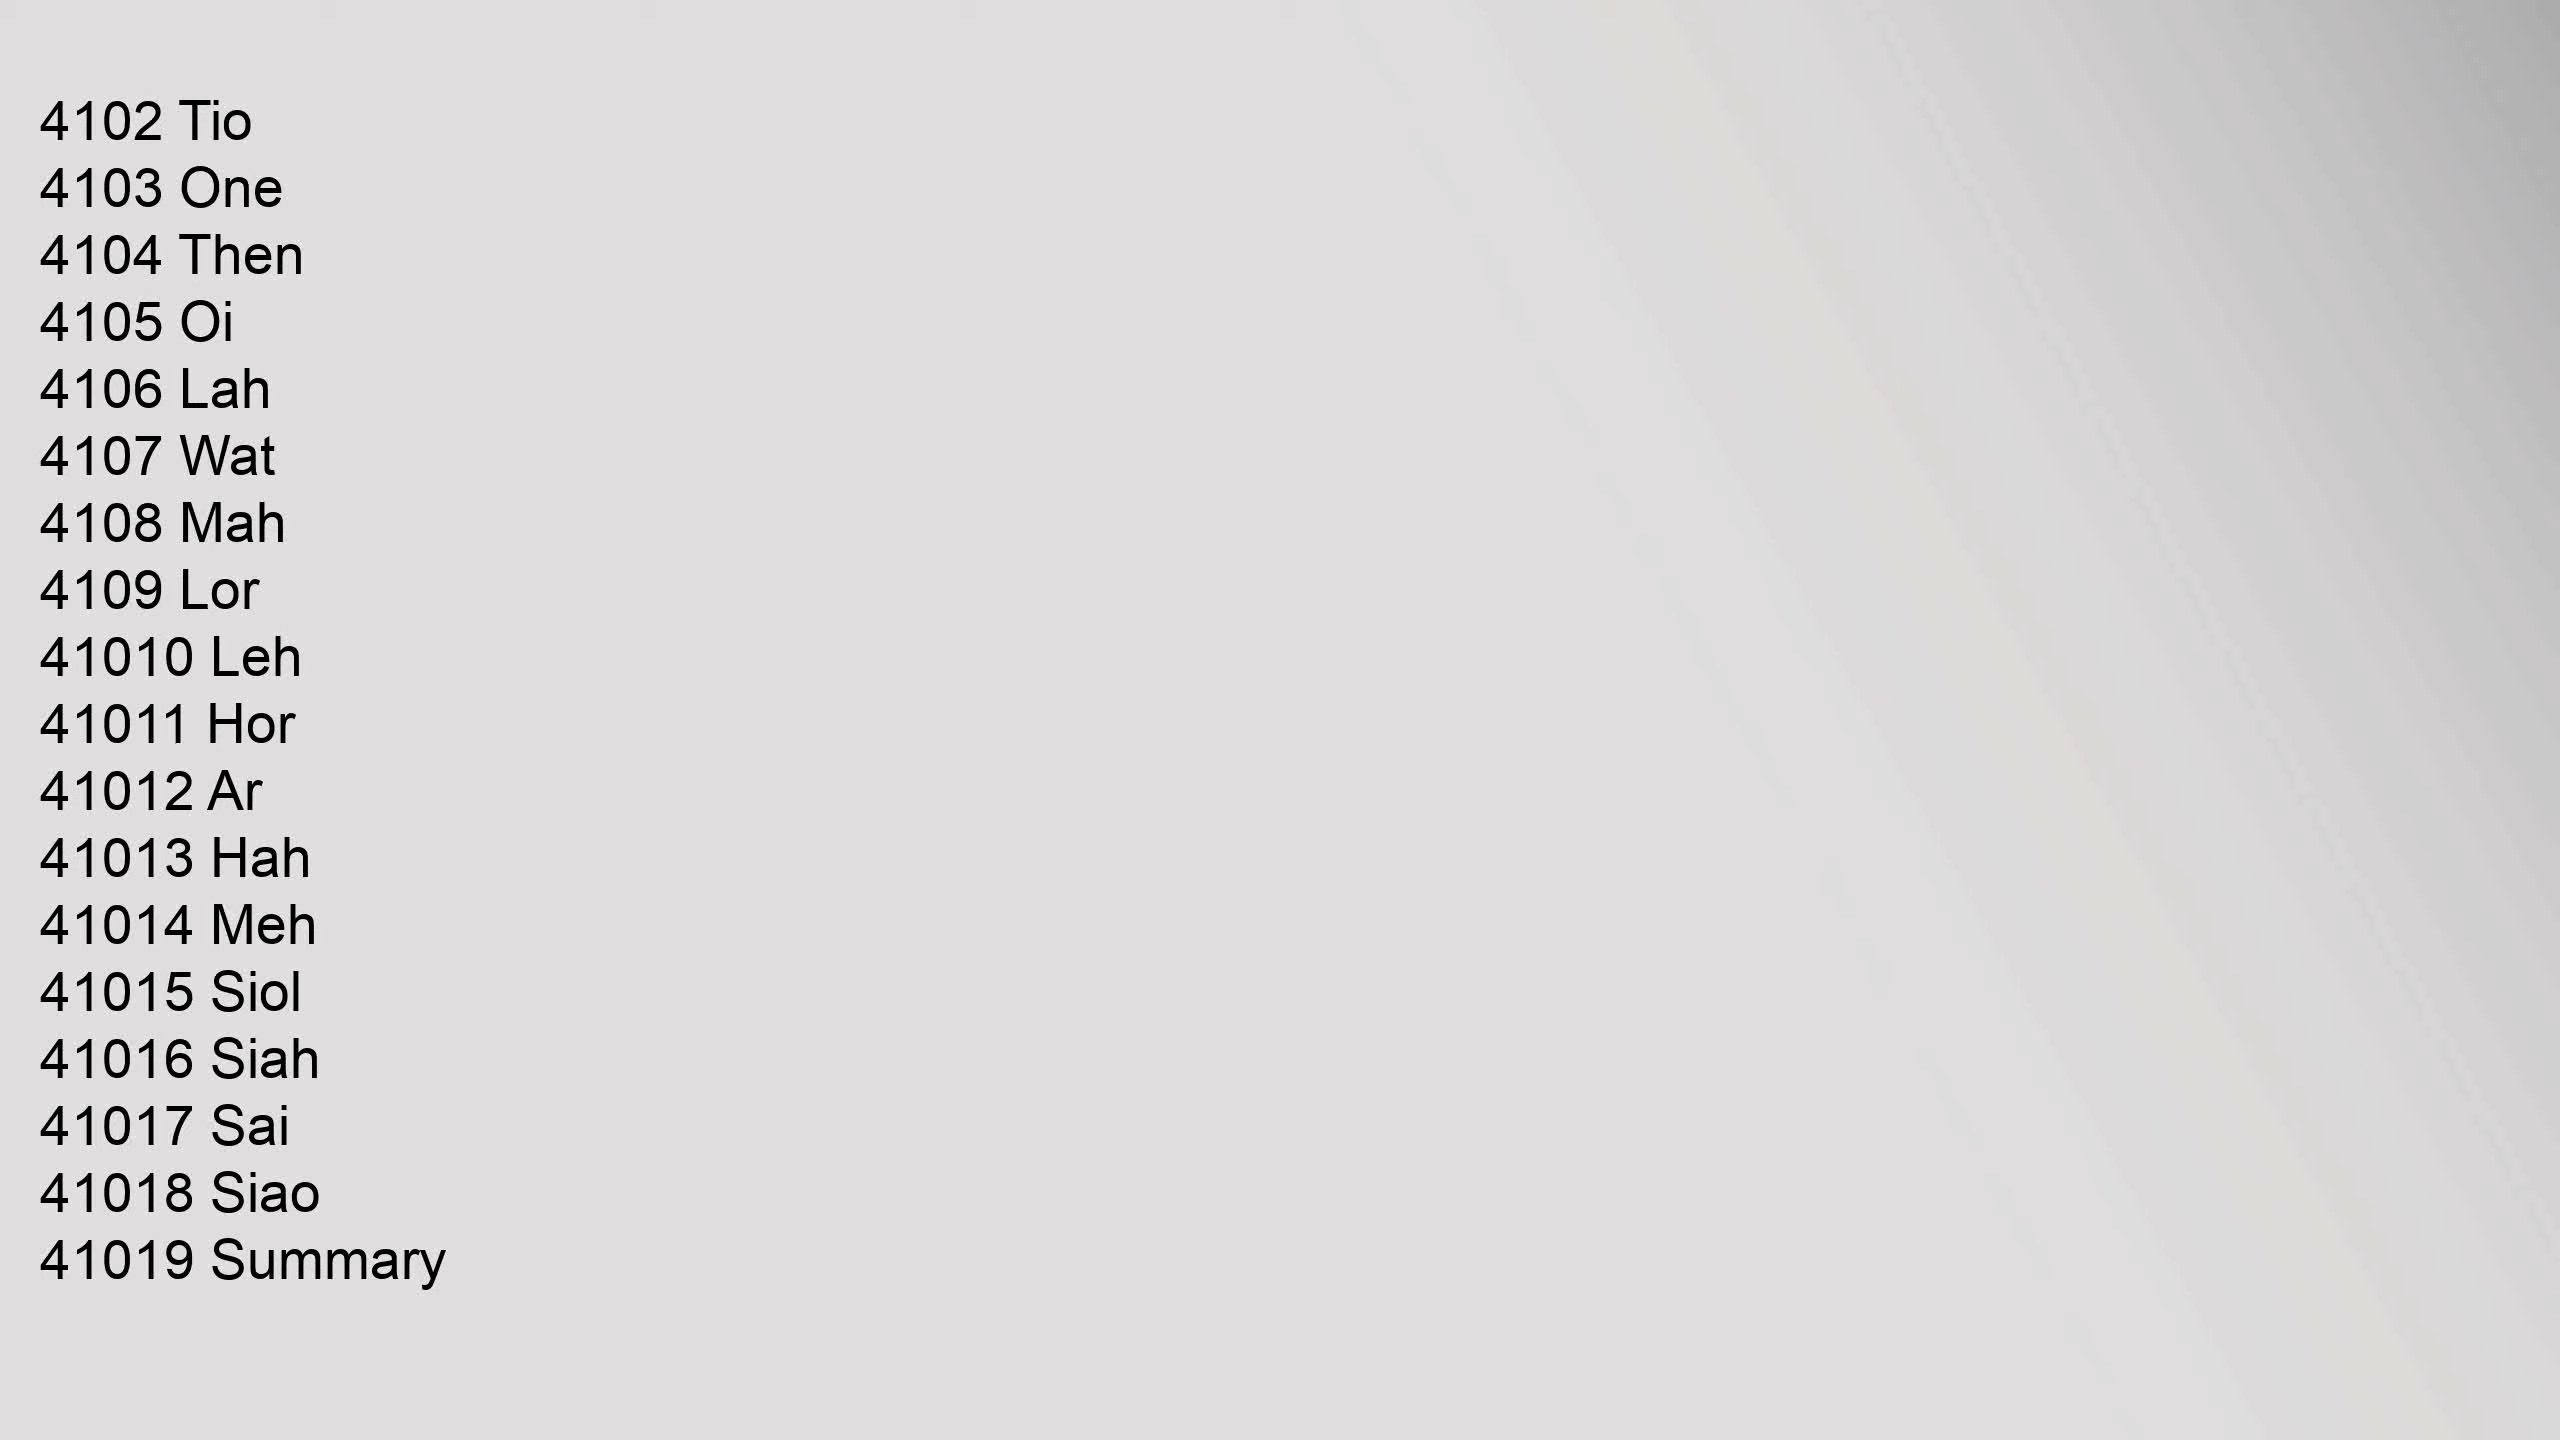 4102 Tio
4103 One
4104 Then
4105 Oi
4106 Lah
4107 Wat
4108 Mah
4109 Lor
41010 Leh
41011 Hor
41012 Ar
41013 Hah
41014 Meh
41015 Siol
41016 Siah
41017 Sai
41018 Siao
41019 Summary